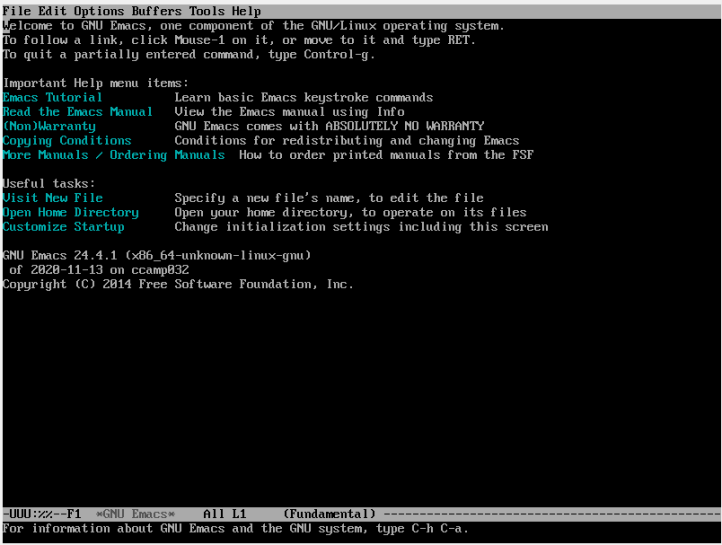 File Edit Options Buffers Tools Help
Welcome to GNU Emacs, one component of the GNU/Linux operating system.
To follow a link, click Mouse-1 on it, or move to it and type RET.
To quit a partially entered command, type Control-g.
Important Help menu items:
Emacs Tutorial          Learn basic Emacs keystroke commands
Read the Emacs Manual   View the Emacs manual using Info
(Non)Warranty           GNU Emacs comes with ABSOLUTELY NO WARRANTY
Copying Conditions      Conditions for redistributing and changing Emacs
More Manuals / Ordering Manuals  How to order printed manuals from the FSF
Useful tasks:
Visit New File          Specify a new file's name, to edit the file
Open Home Directory     Open your home directory, to operate on its files
Customize Startup       Change initialization settings including this screen
GNU Emacs 24.4.1 (x86_64-unknown-linux-gnu)
 of 2020-11-13 on ccamp032
Copyright (C) 2014 Free Software Foundation, Inc.
-UUU:%%--F1  *GNU Emacs*    All L1     (Fundamental) -----------------------------------------------
For information about GNU Emacs and the GNU system, type C-h C-a.